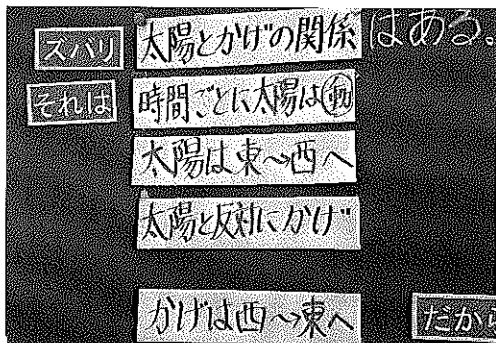 ズバリ 太陽とかげの関係はある。
それは 時間ごとに太陽は動
太陽は東〜西へ
太陽と反対にかげ
かげは西〜東へ だから